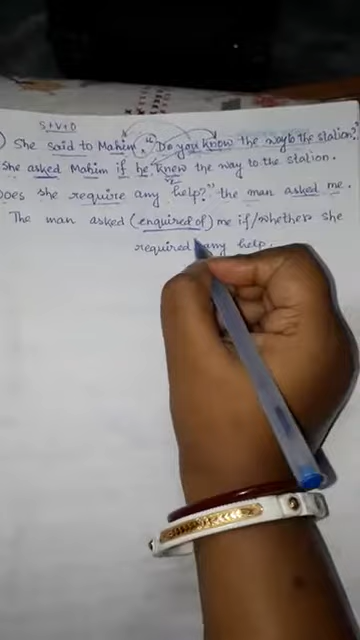 S+V+O
) She said to Mahim, "Do you know the way to the station?"
She asked Mahim if he knew the way to the station.
Does she require any help?" the man asked me.
The man asked (enquired of) me if/whether she
required any help.